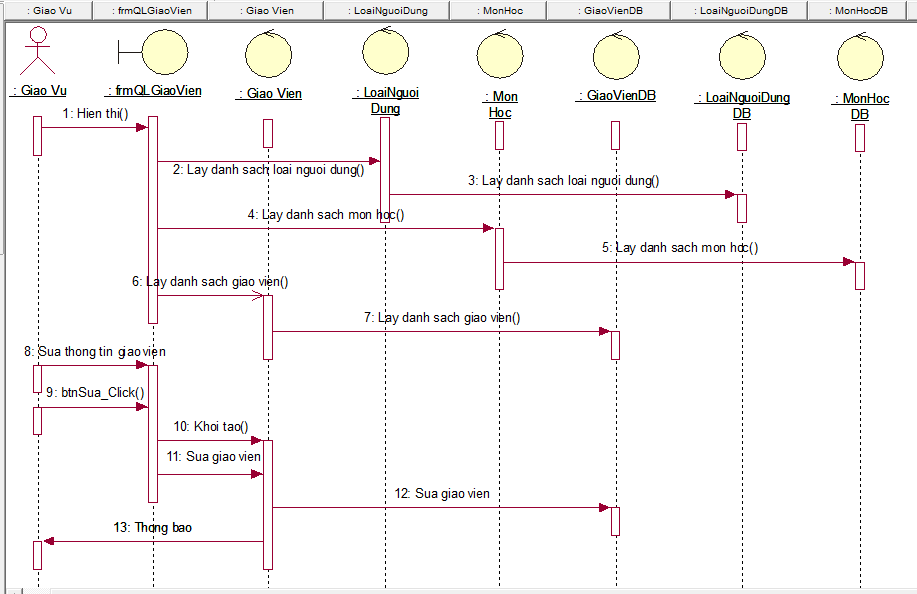 : Giao Vu
: frmQLGiaoVien
: Giao Vien
: LoaiNguoiDung
: MonHoc
: GiaoVienDB
: LoaiNguoiDungDB
: MonHocDB
: Giao Vu
: frmQLGiaoVien
: Giao Vien
: LoaiNguoi
Dung
: Mon
Hoc
: GiaoVienDB
: LoaiNguoiDung
DB
: MonHoc
DB
1: Hien thi()
2: Lay danh sach loai nguoi dung()
3: Lay danh sach loai nguoi dung()
4: Lay danh sach mon hoc()
5: Lay danh sach mon hoc()
6: Lay danh sach giao vien()
7: Lay danh sach giao vien()
8: Sua thong tin giao vien
9: btnSua_Click()
10: Khoi tao()
11: Sua giao vien
12: Sua giao vien
13: Thong bao